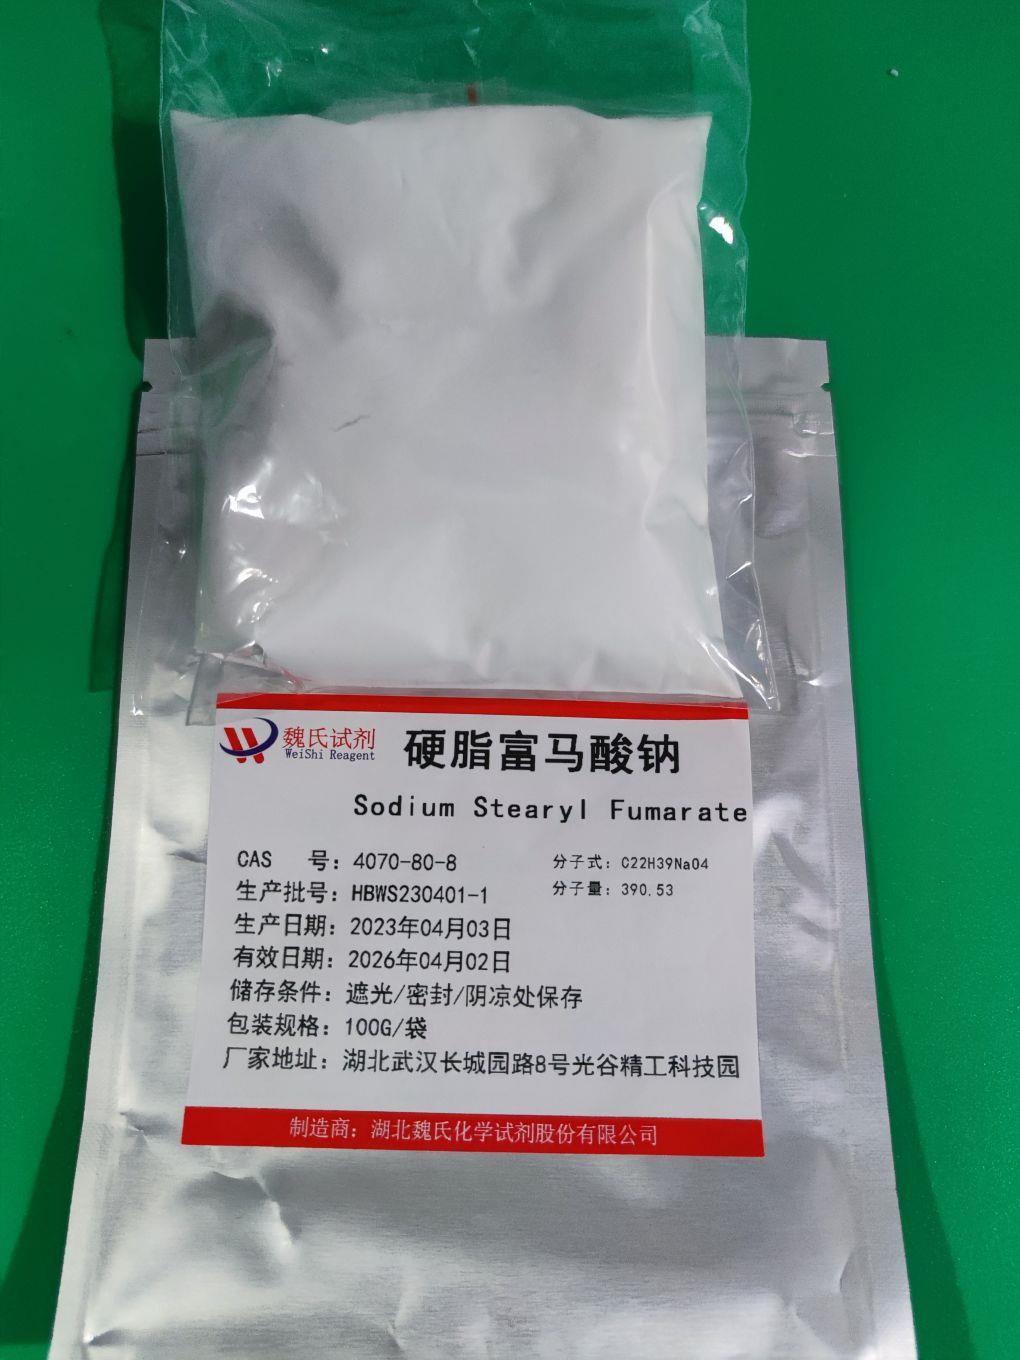 魏氏试剂
WeiShi Reagent
硬脂富马酸钠
Sodium Stearyl Fumarate
CAS 号：4070-80-8
分子式：C22H39NaO4
生产批号：HBWS230401-1
分子量：390.53
生产日期：2023年04月03日
有效日期：2026年04月02日
储存条件：遮光/密封/阴凉处保存
包装规格：100G/袋
厂家地址：湖北武汉长城园路8号光谷精工科技园
制造商：湖北魏氏化学试剂股份有限公司